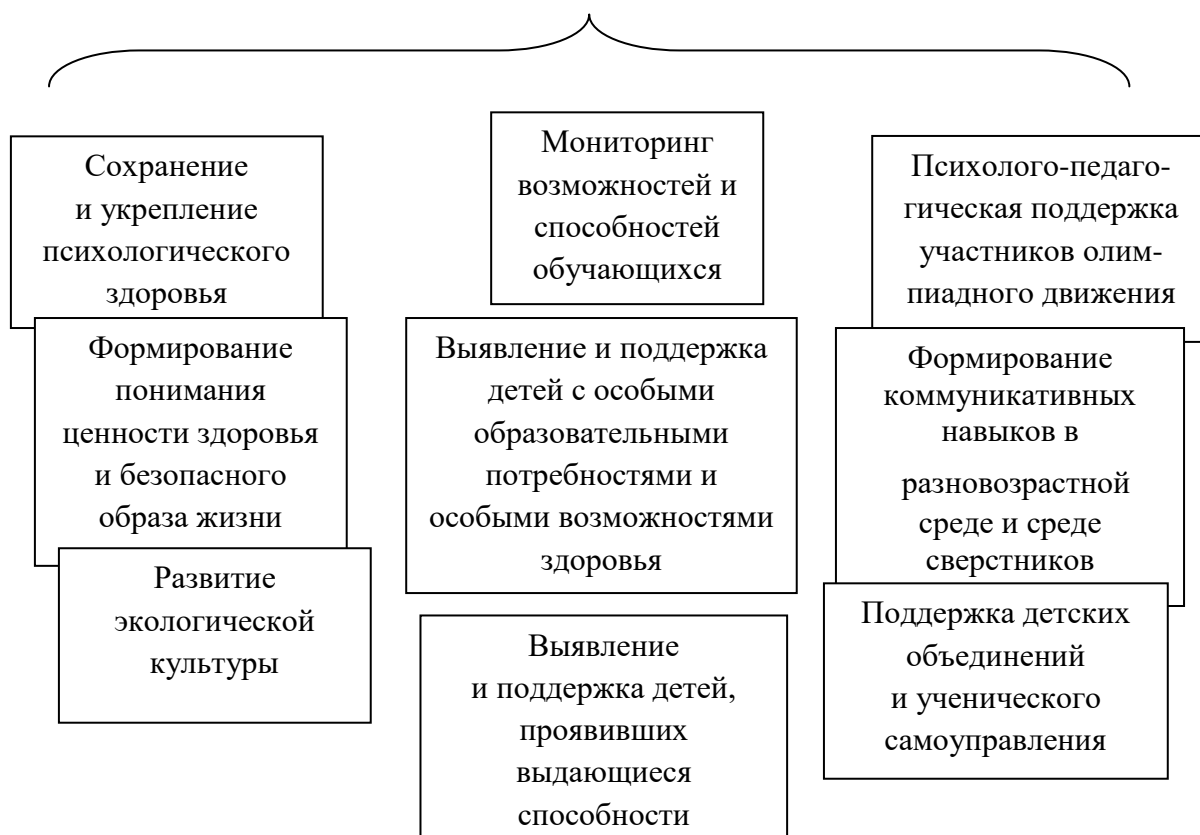 Сохранение
и укрепление
психологического
здоровья
Формирование
понимания
ценности здоровья
и безопасного
образа жизни
Развитие
экологической
культуры
Мониторинг
возможностей и
способностей
обучающихся
Выявление и поддержка
детей с особыми
образовательными
потребностями и
особыми возможностями
здоровья
Выявление
и поддержка детей,
проявивших
выдающиеся
способности
Психолого-педаго-
гическая поддержка
участников олим-
пиадного движения
Формирование
коммуникативных
навыков в
разновозрастной
среде и среде
сверстников
Поддержка детских
объединений
и ученического
самоуправления